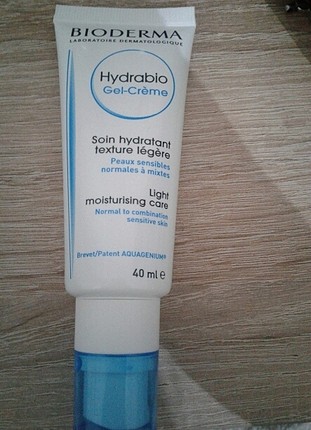 BIODERMA
LABORATOIRE DERMATOLOGIQUE
Hydrabio
Gel-Crème
Soin hydratant
texture légère
Peaux sensibles
normales à mixtes
Light
moisturising care
Normal to combination
sensitive skin
Brevet/Patent AQUAGENIUM®
40 ml e